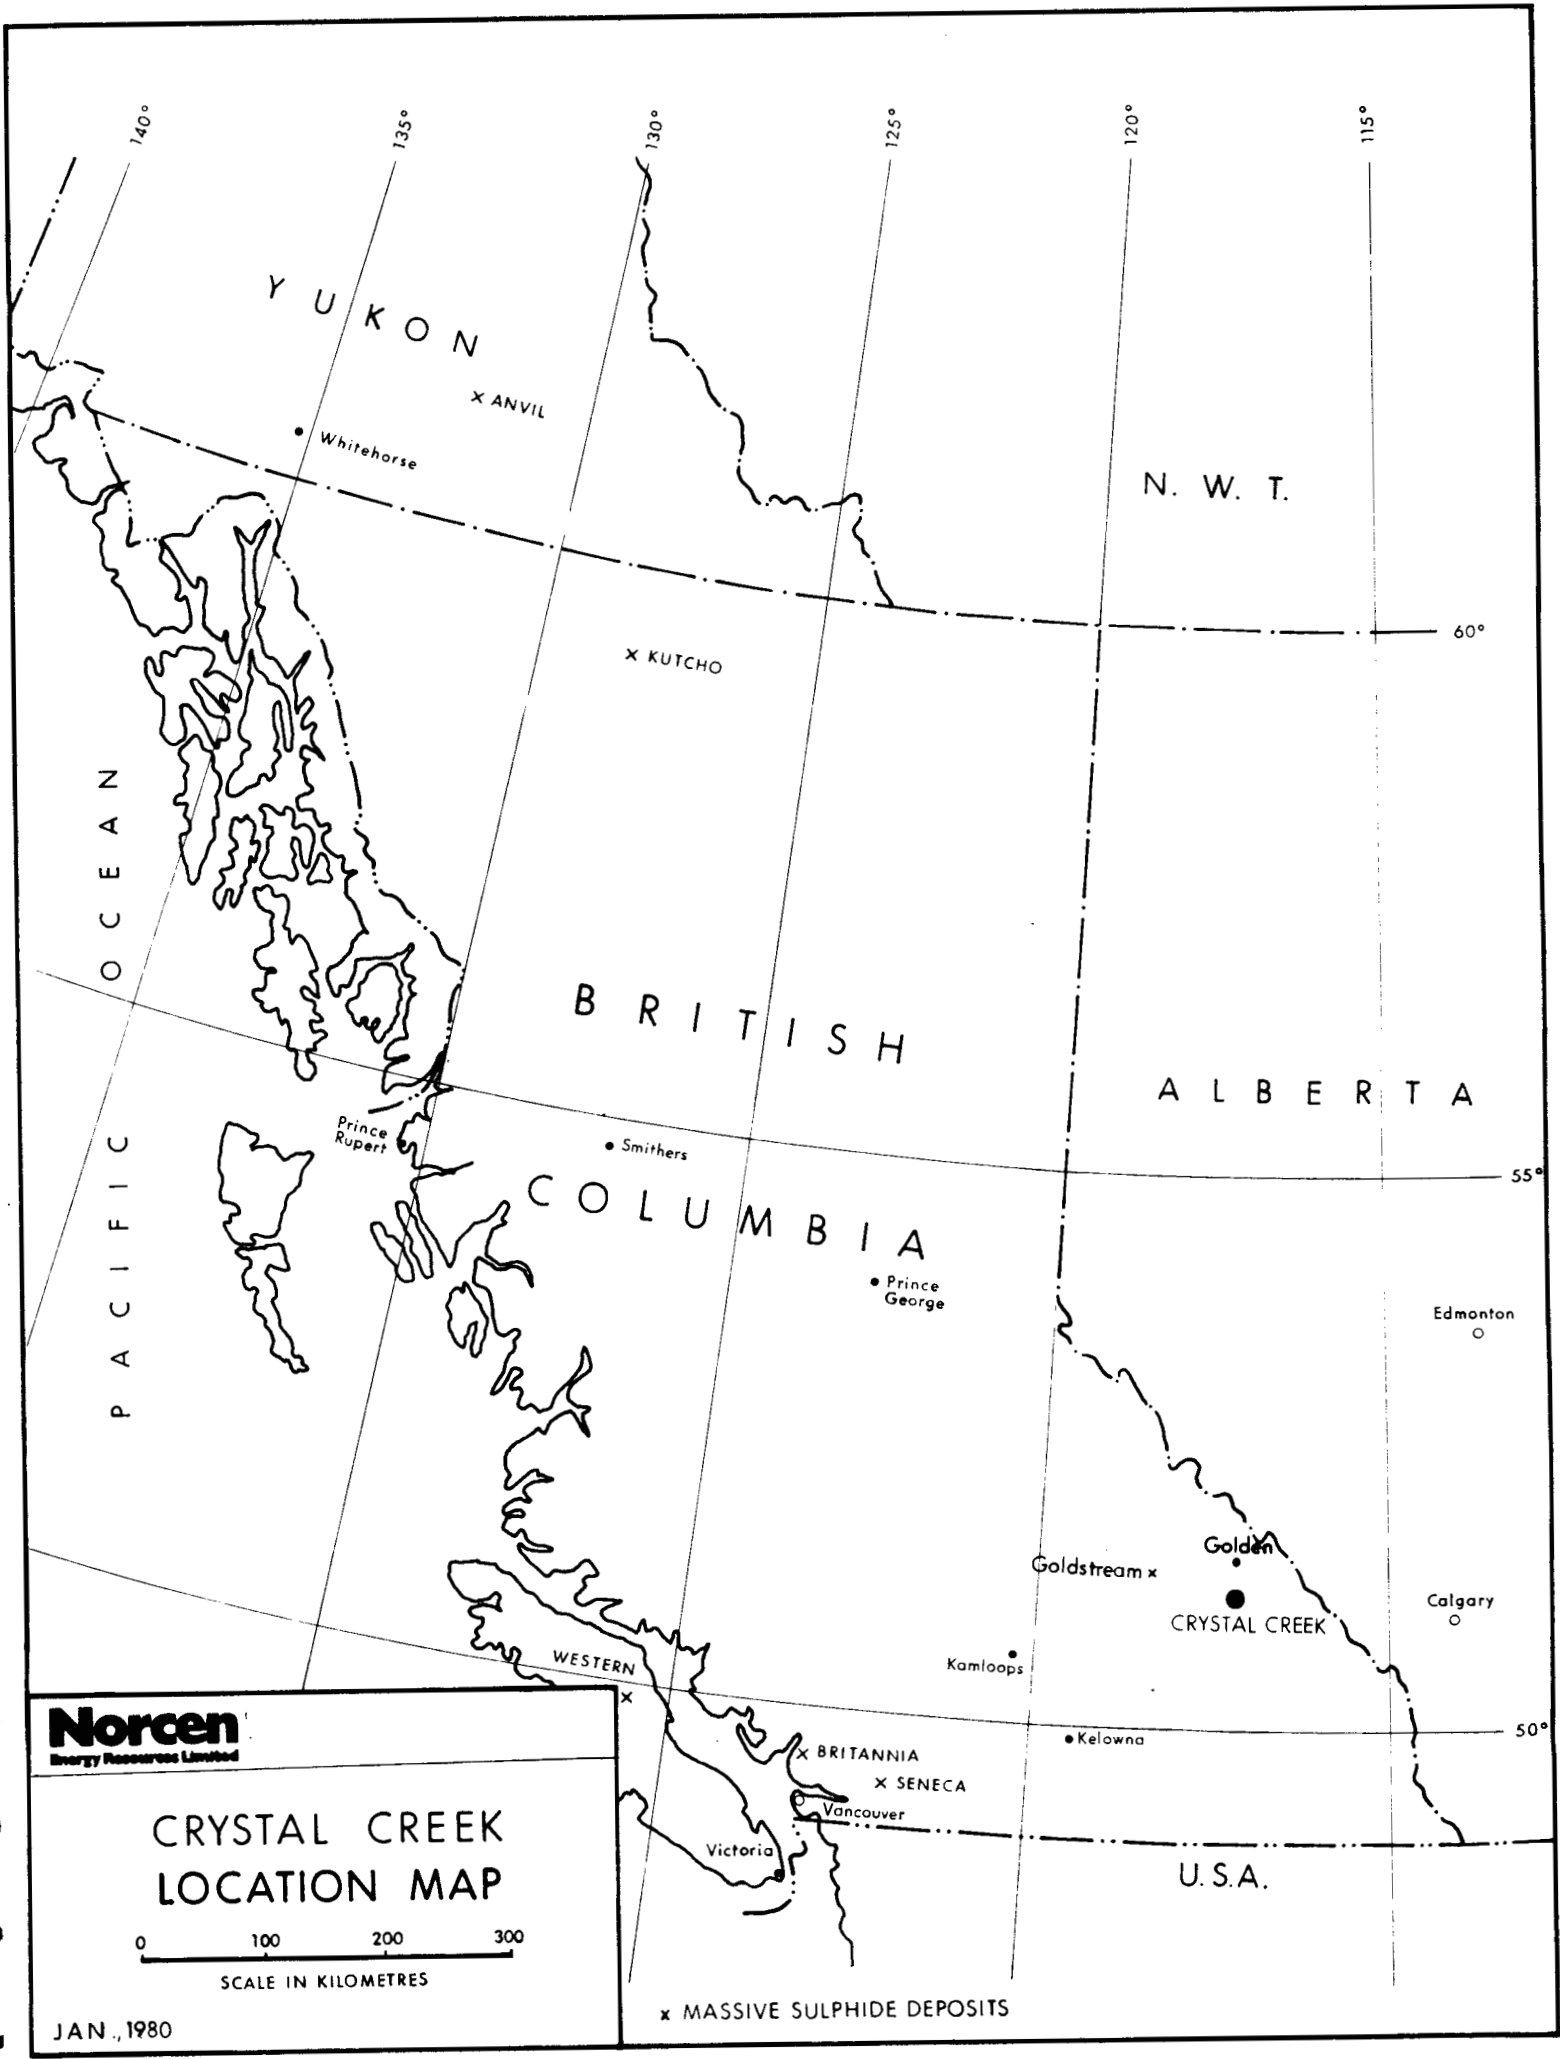 140°
135°
130°
125°
120°
115°
YUKON
x ANVIL
Whitehorse
N. W. T.
60°
x KUTCHO
PACIFIC OCEAN
BRITISH
ALBERTA
Prince
Rupert
Smithers
55°
COLUMBIA
Prince
George
Edmonton
Golden
Goldstream x
CRYSTAL CREEK
Calgary
Kamloops
WESTERN
x
50°
Kelowna
x BRITANNIA
x SENECA
Vancouver
Victoria
U.S.A.
Norcen
Energy Resources Limited
CRYSTAL CREEK
LOCATION MAP
0 100 200 300
SCALE IN KILOMETRES
JAN., 1980
x MASSIVE SULPHIDE DEPOSITS